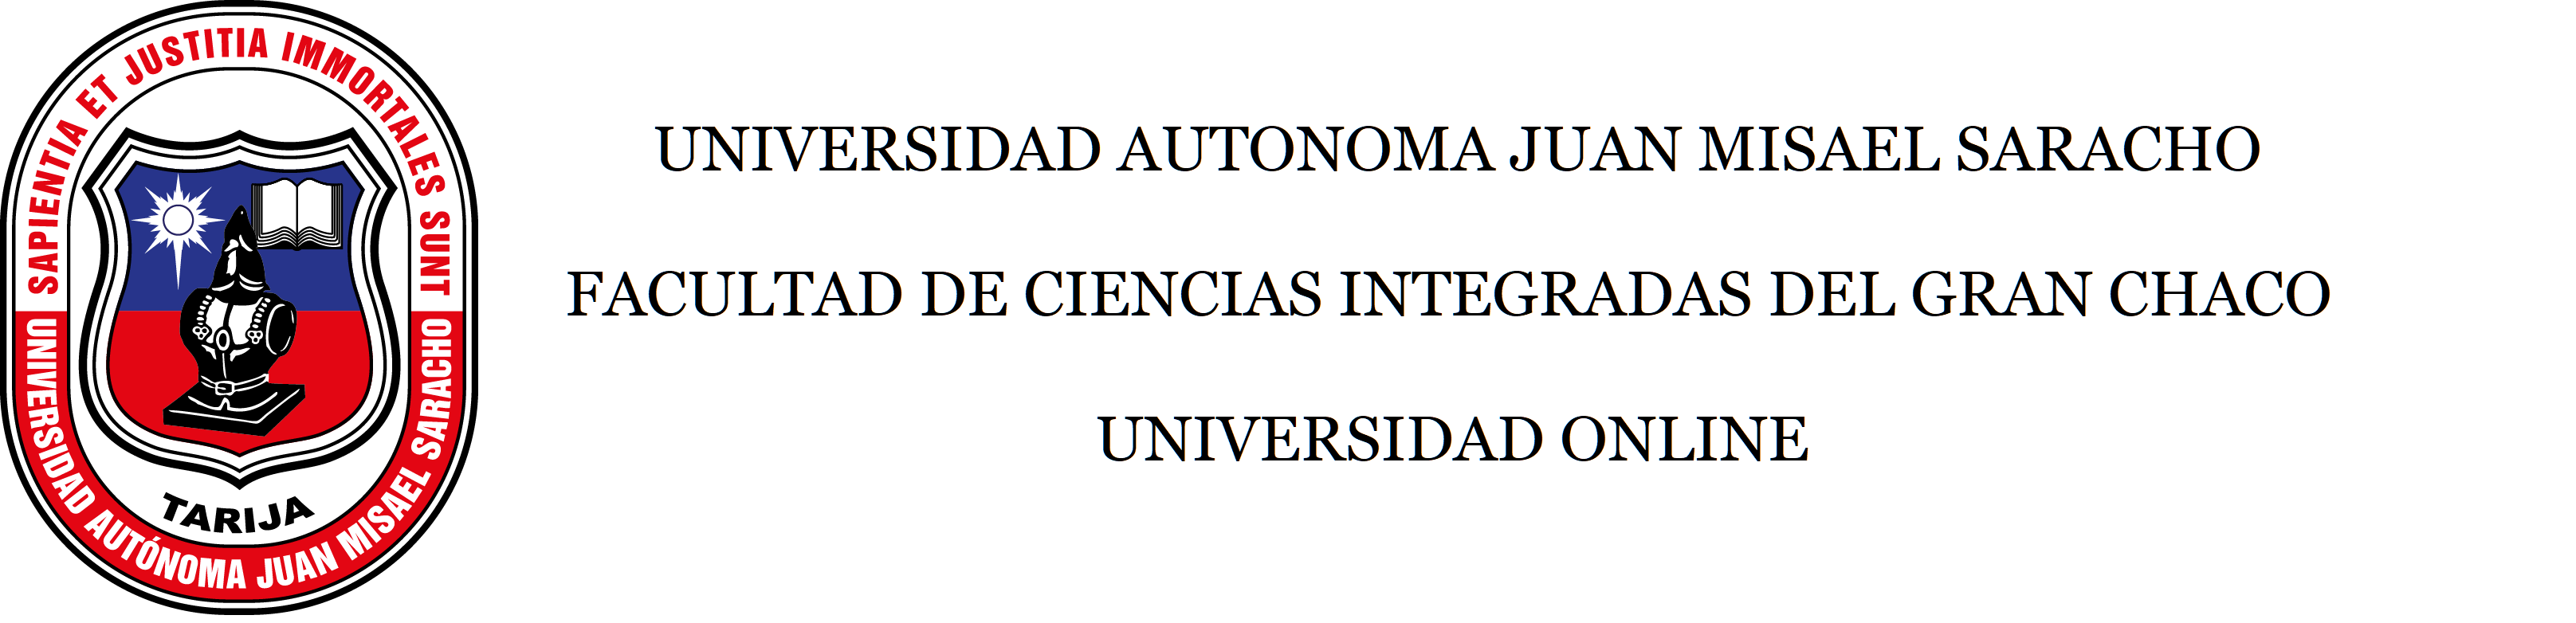 SAPIENTIA ET JUSTITIA IMMORTALES SUNT
UNIVERSIDAD AUTÓNOMA JUAN MISAEL SARACHO
TARIJA
UNIVERSIDAD AUTONOMA JUAN MISAEL SARACHO
FACULTAD DE CIENCIAS INTEGRADAS DEL GRAN CHACO
UNIVERSIDAD ONLINE